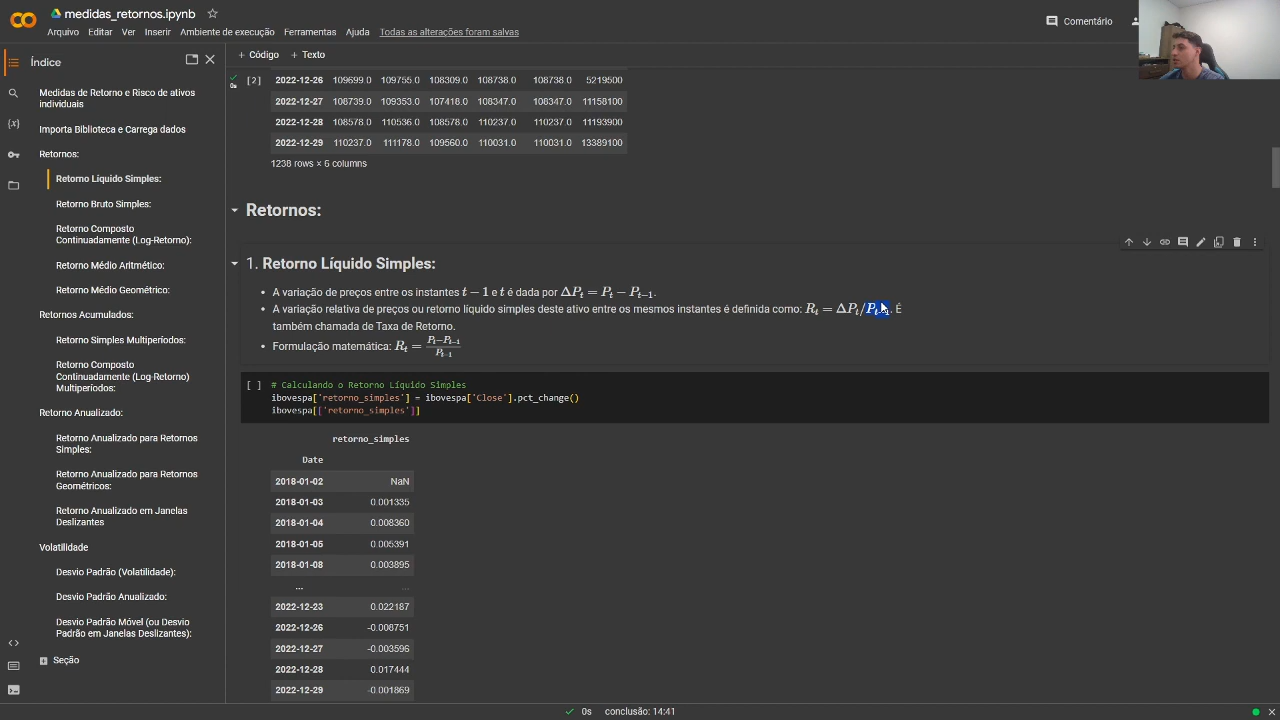 medidas_retornos.ipynb
Arquivo Editar Ver Inserir Ambiente de execução Ferramentas Ajuda Todas as alterações foram salvas
Comentário
Índice
Medidas de Retorno e Risco de ativos
individuais
Importa Biblioteca e Carrega dados
Retornos:
Retorno Líquido Simples:
Retorno Bruto Simples:
Retorno Composto
Continuadamente (Log-Retorno):
Retorno Médio Aritmético:
Retorno Médio Geométrico:
Retornos Acumulados:
Retorno Simples Multiperíodos:
Retorno Composto
Continuadamente (Log-Retorno)
Multiperíodos:
Retorno Anualizado:
Retorno Anualizado para Retornos
Simples:
Retorno Anualizado para Retornos
Geométricos:
Retorno Anualizado em Janelas
Deslizantes
Volatilidade
Desvio Padrão (Volatilidade):
Desvio Padrão Anualizado:
Desvio Padrão Móvel (ou Desvio
Padrão em Janelas Deslizantes):
Seção
+ Código + Texto
0s [2] 2022-12-26 109699.0 109755.0 108309.0 108738.0 108738.0 5219500
2022-12-27 108739.0 109353.0 107418.0 108347.0 108347.0 11158100
2022-12-28 108578.0 110536.0 108578.0 110237.0 110237.0 11193900
2022-12-29 110237.0 111178.0 109560.0 110031.0 110031.0 13389100
1238 rows × 6 columns
Retornos:
1. Retorno Líquido Simples:
• A variação de preços entre os instantes t − 1 e t é dada por ΔP_t = P_t − P_{t−1}.
• A variação relativa de preços ou retorno líquido simples deste ativo entre os mesmos instantes é definida como: R_t = ΔP_t/P_{t−1}. É
também chamada de Taxa de Retorno.
• Formulação matemática: R_t = (P_t−P_{t−1})/P_{t−1}
[ ] # Calculando o Retorno Líquido Simples
ibovespa['retorno_simples'] = ibovespa['Close'].pct_change()
ibovespa[['retorno_simples']]
retorno_simples
Date
2018-01-02 NaN
2018-01-03 0.001335
2018-01-04 0.008360
2018-01-05 0.005391
2018-01-08 0.003895
... ...
2022-12-23 0.022187
2022-12-26 -0.008751
2022-12-27 -0.003596
2022-12-28 0.017444
2022-12-29 -0.001869
0s conclusão: 14:41